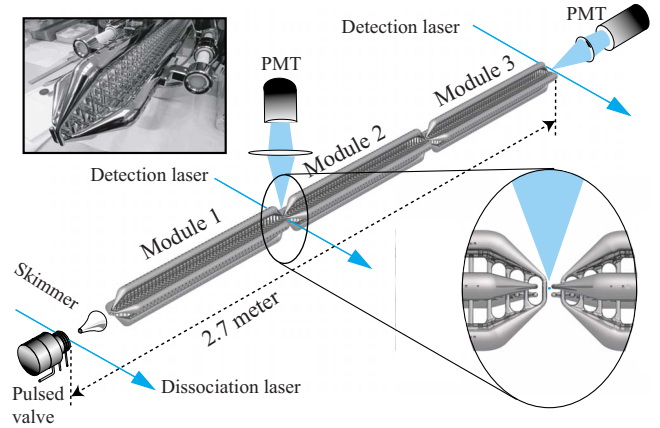 Detection laser
PMT
PMT
Module 3
Module 2
Detection laser
Module 1
Skimmer
2.7 meter
Dissociation laser
Pulsed
valve